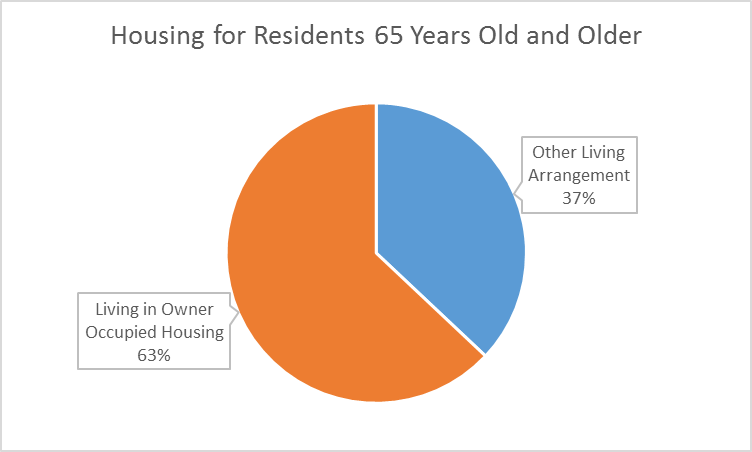 Housing for Residents 65 Years Old and Older
Other Living
Arrangement
37%
Living in Owner
Occupied Housing
63%